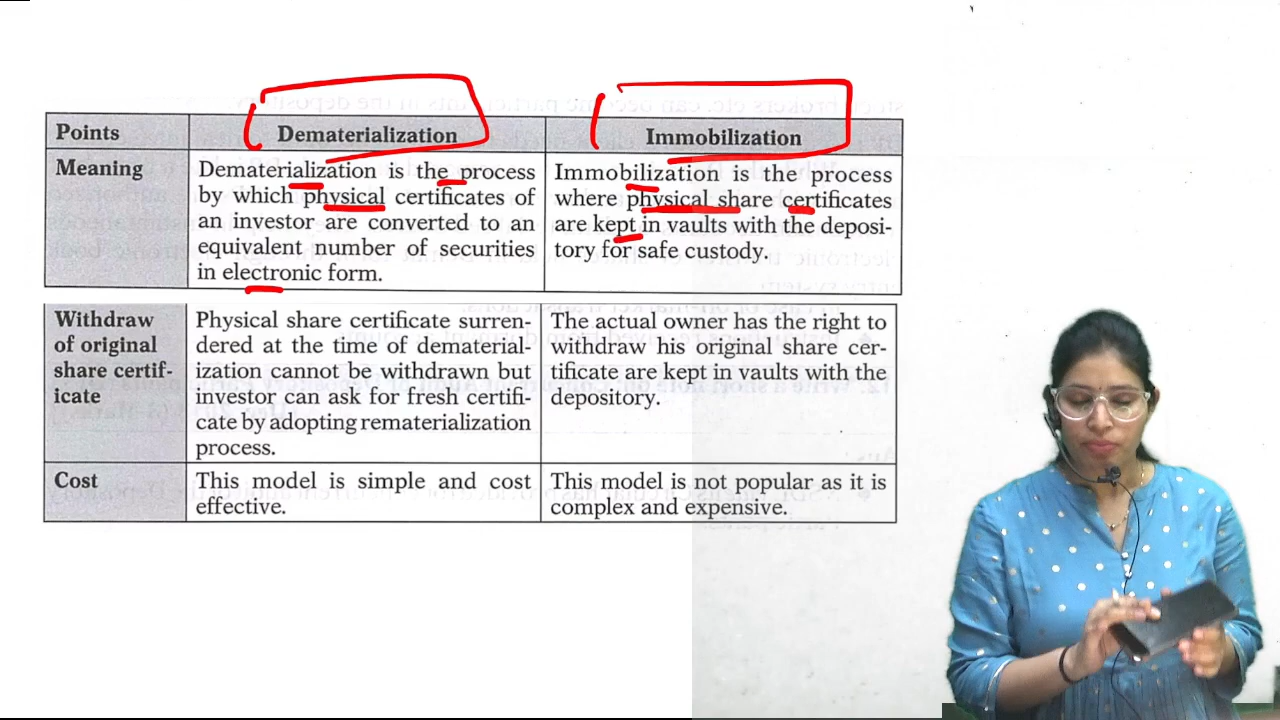 Points Dematerialization Immobilization
Meaning
Dematerialization is the process
by which physical certificates of
an investor are converted to an
equivalent number of securities
in electronic form.
Immobilization is the process
where physical share certificates
are kept in vaults with the deposi-
tory for safe custody.
Withdraw
of original
share certif-
icate
Physical share certificate surren-
dered at the time of demateri­al-
ization cannot be withdrawn but
investor can ask for fresh certifi-
cate by adopting rematerialization
process.
The actual owner has the right to
withdraw his original share cer-
tificate are kept in vaults with the
depository.
Cost
This model is simple and cost
effective.
This model is not popular as it is
complex and expensive.